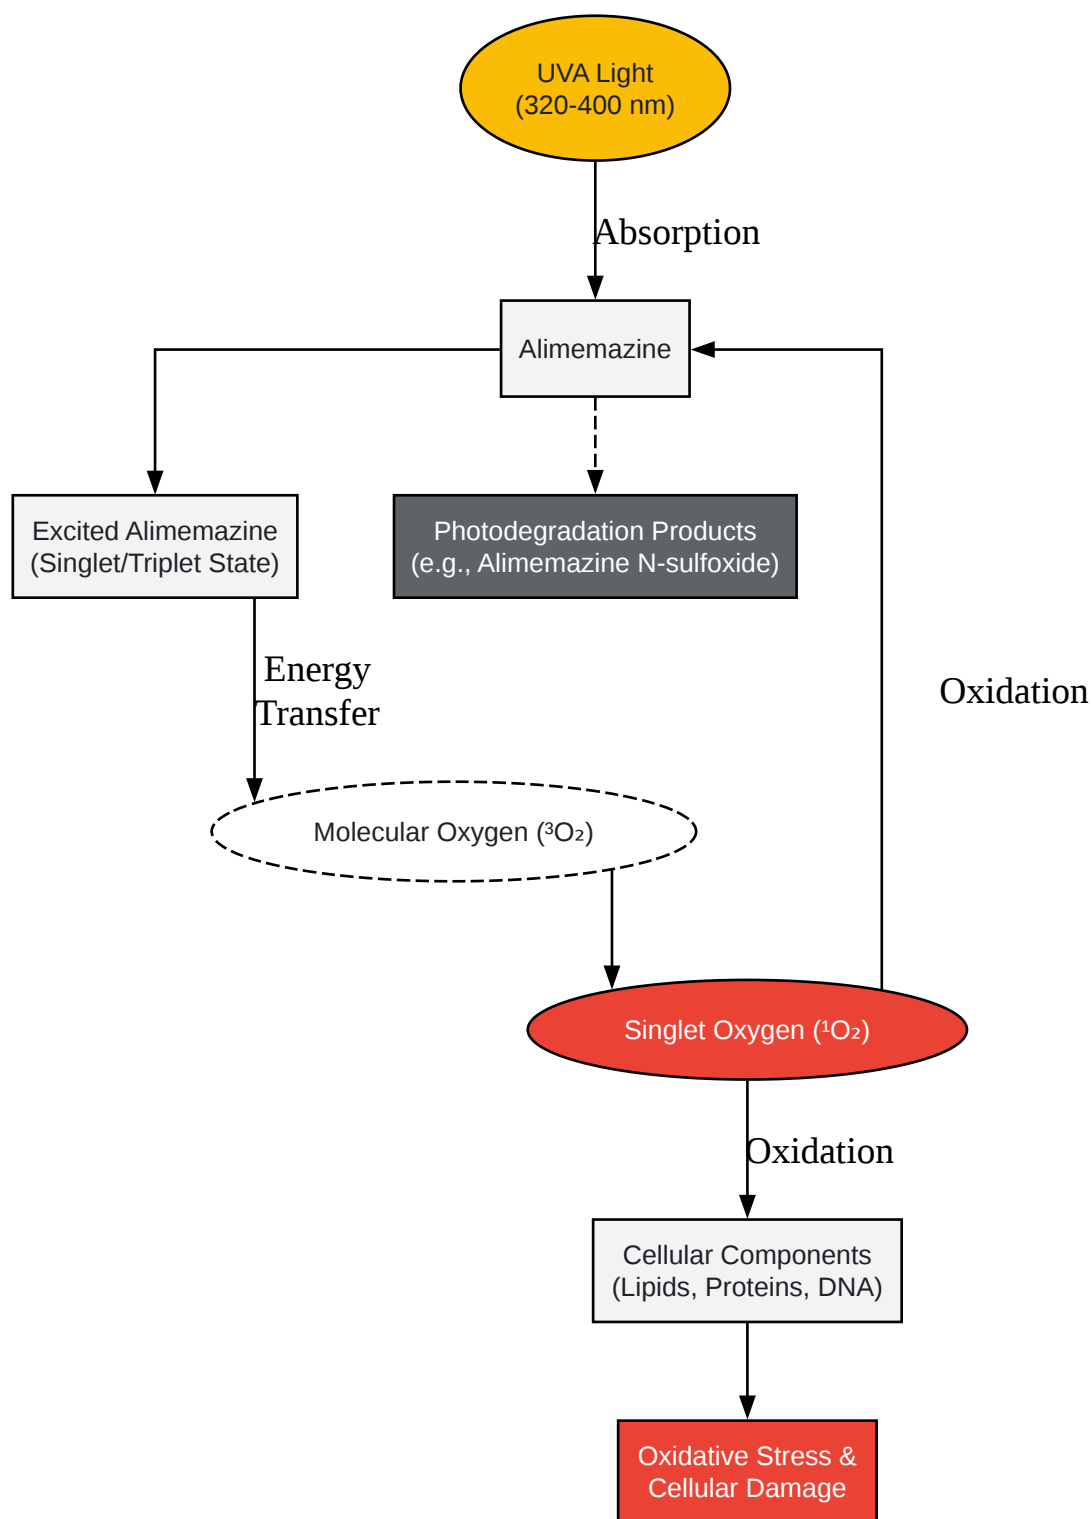 UVA Light
(320-400 nm)
Absorption
Alimemazine
Excited Alimemazine
(Singlet/Triplet State)
Photodegradation Products
(e.g., Alimemazine N-sulfoxide)
Energy
Transfer
Oxidation
Molecular Oxygen (³O₂)
Singlet Oxygen (¹O₂)
Oxidation
Cellular Components
(Lipids, Proteins, DNA)
Oxidative Stress &
Cellular Damage